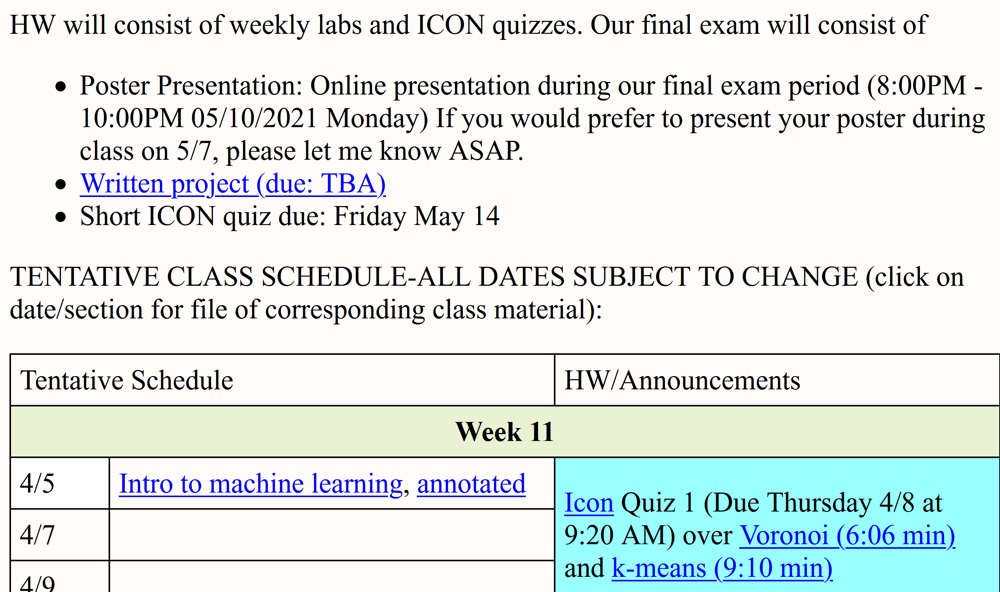 HW will consist of weekly labs and ICON quizzes. Our final exam will consist of
Poster Presentation: Online presentation during our final exam period (8:00PM -
10:00PM 05/10/2021 Monday) If you would prefer to present your poster during
class on 5/7, please let me know ASAP.
Written project (due: TBA)
Short ICON quiz due: Friday May 14
TENTATIVE CLASS SCHEDULE-ALL DATES SUBJECT TO CHANGE (click on
date/section for file of corresponding class material):
Tentative Schedule
HW/Announcements
Week 11
4/5
Intro to machine learning, annotated
4/7
4/9
Icon Quiz 1 (Due Thursday 4/8 at
9:20 AM) over Voronoi (6:06 min)
and k-means (9:10 min)